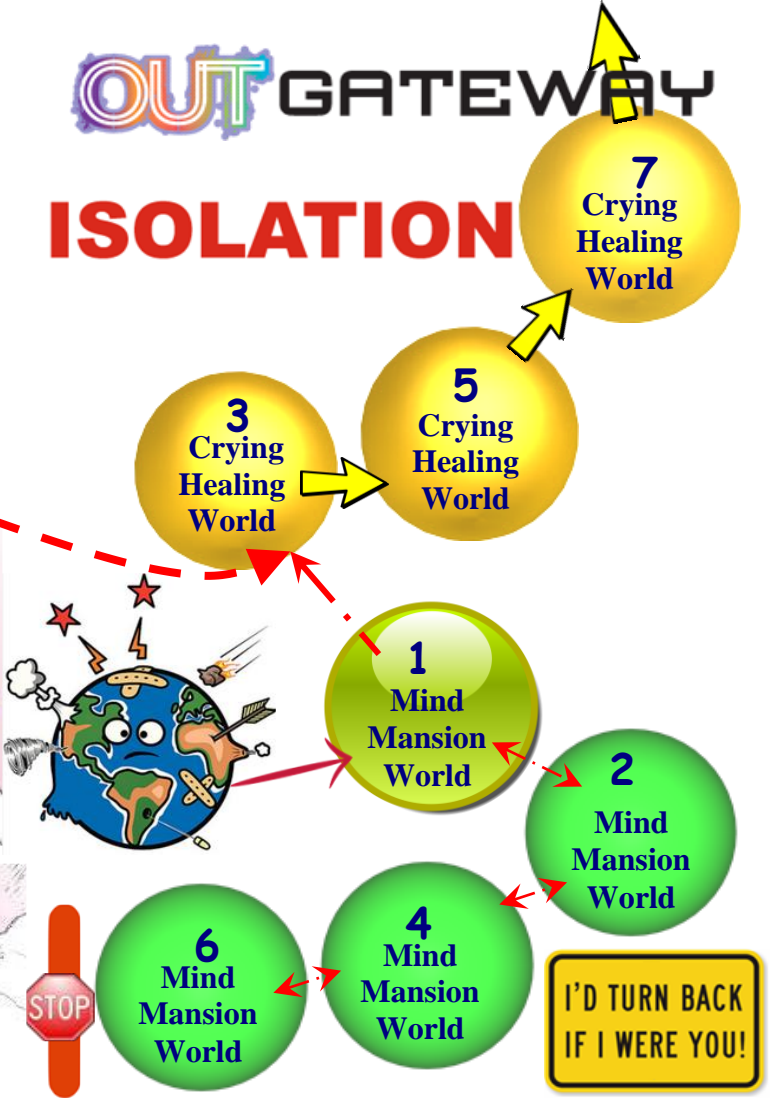 OUT GATEWAY
ISOLATION
7
Crying
Healing
World
5
Crying
Healing
World
3
Crying
Healing
World
1
Mind
Mansion
World
2
Mind
Mansion
World
4
Mind
Mansion
World
6
Mind
Mansion
World
STOP
I'D TURN BACK
IF I WERE YOU!